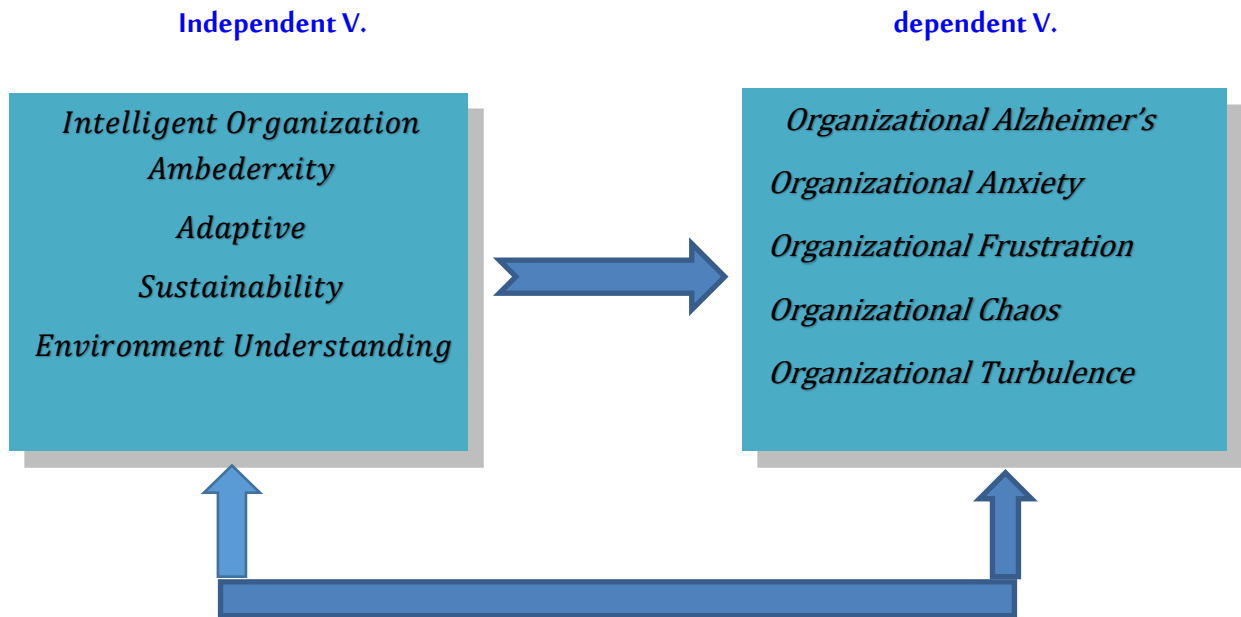 Independent V.
dependent V.
Intelligent Organization
Ambederxity
Adaptive
Sustainability
Environment Understanding
Organizational Alzheimer's
Organizational Anxiety
Organizational Frustration
Organizational Chaos
Organizational Turbulence